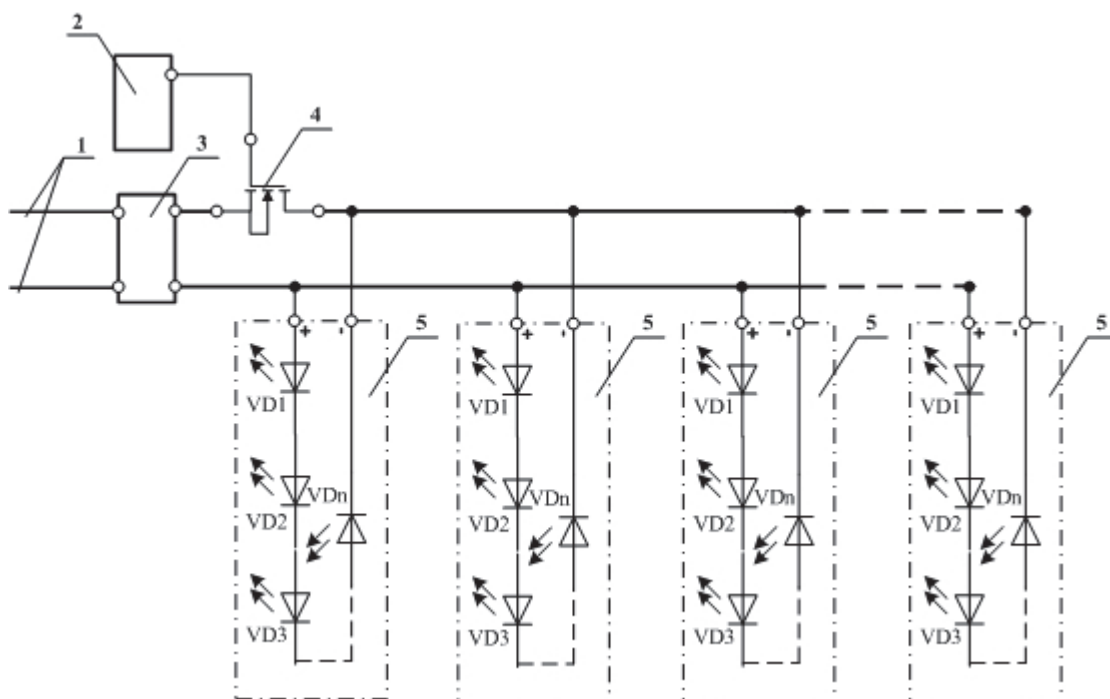 2
4
1
3
+ - 5
+ - 5
+ - 5
+ - 5
VD1 VD1 VD1 VD1
VDn VDn VDn VDn
VD2 VD2 VD2 VD2
VD3 VD3 VD3 VD3